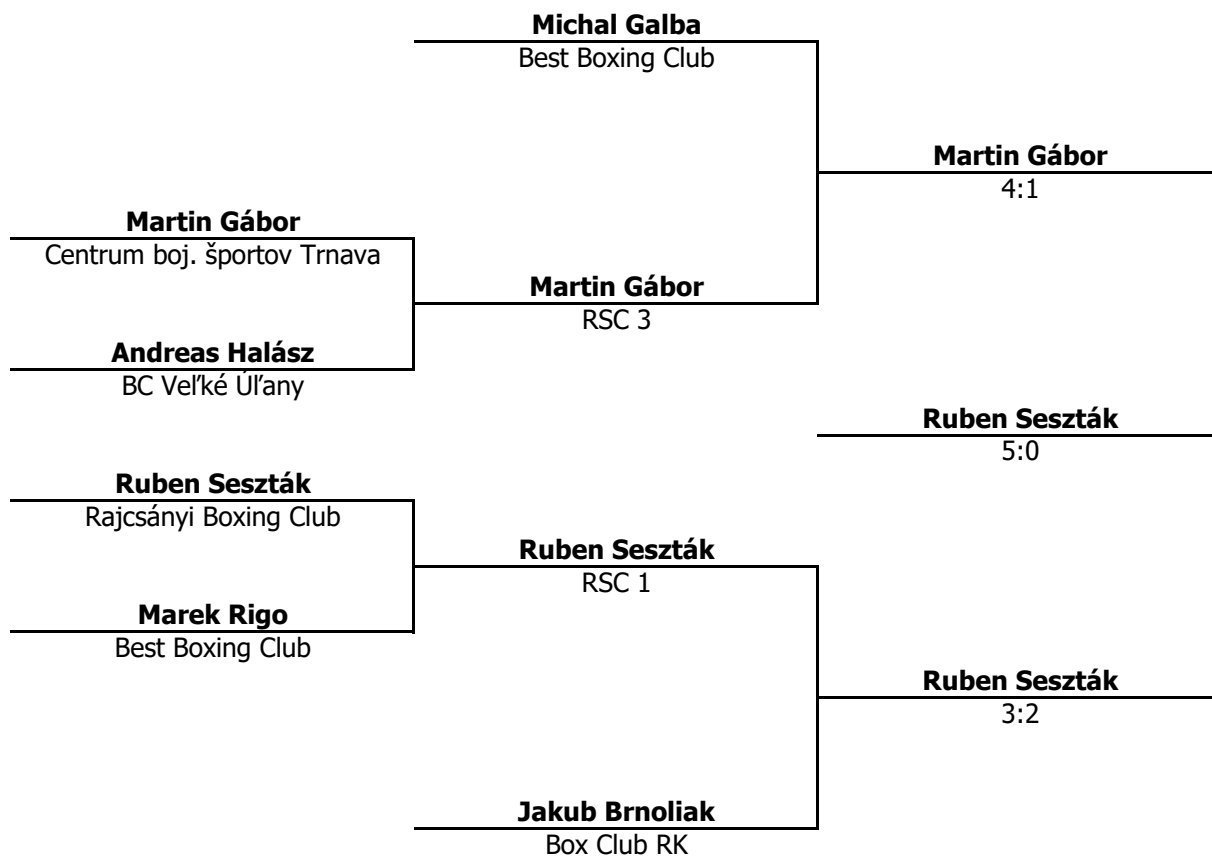 Michal Galba
Best Boxing Club
Martin Gábor
4:1
Martin Gábor
Centrum boj. športov Trnava
Martin Gábor
RSC 3
Andreas Halász
BC Veľké Úľany
Ruben Seszták
5:0
Ruben Seszták
Rajcsányi Boxing Club
Ruben Seszták
RSC 1
Marek Rigo
Best Boxing Club
Ruben Seszták
3:2
Jakub Brnoliak
Box Club RK